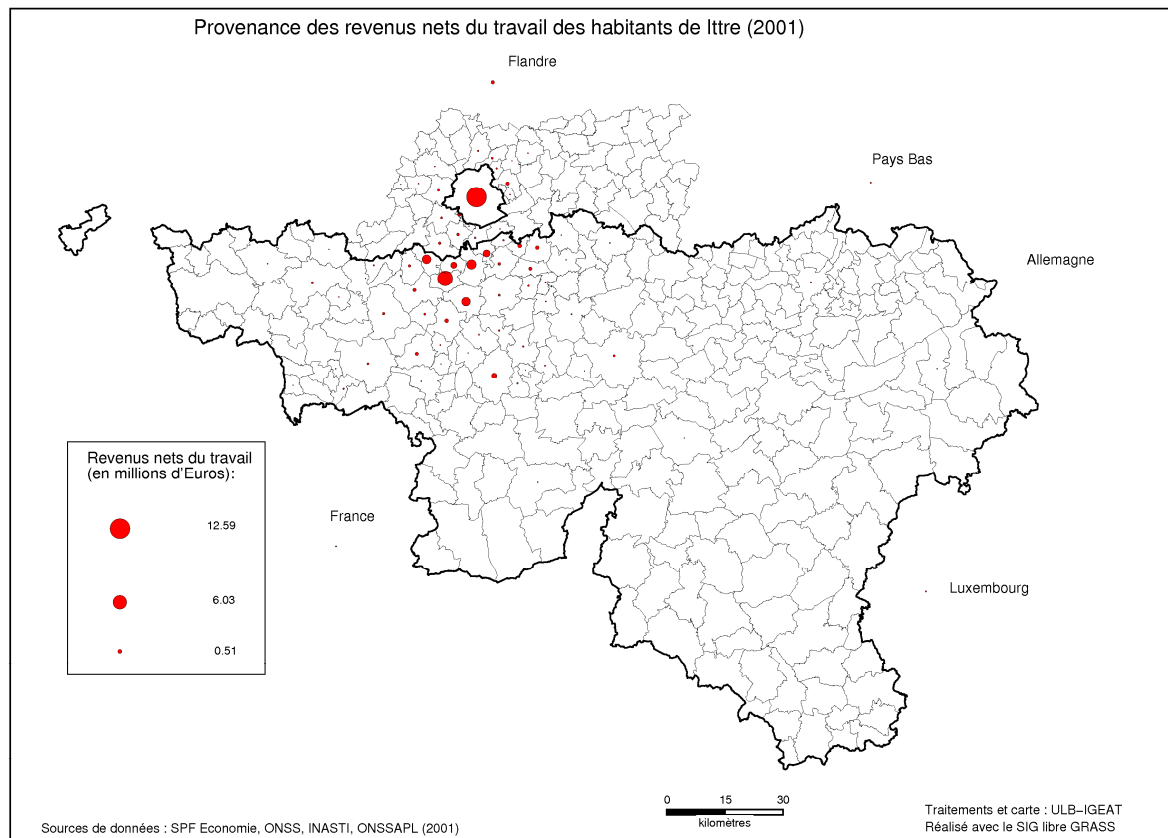 Provenance des revenus nets du travail des habitants de Ittre (2001)
Flandre
Pays Bas
Allemagne
Revenus nets du travail
(en millions d'Euros):
12.59
6.03
0.51
France
Luxembourg
0 15 30
kilomètres
Sources de données : SPF Economie, ONSS, INASTI, ONSSAPL (2001)
Traitements et carte : ULB–IGEAT
Réalisé avec le SIG libre GRASS